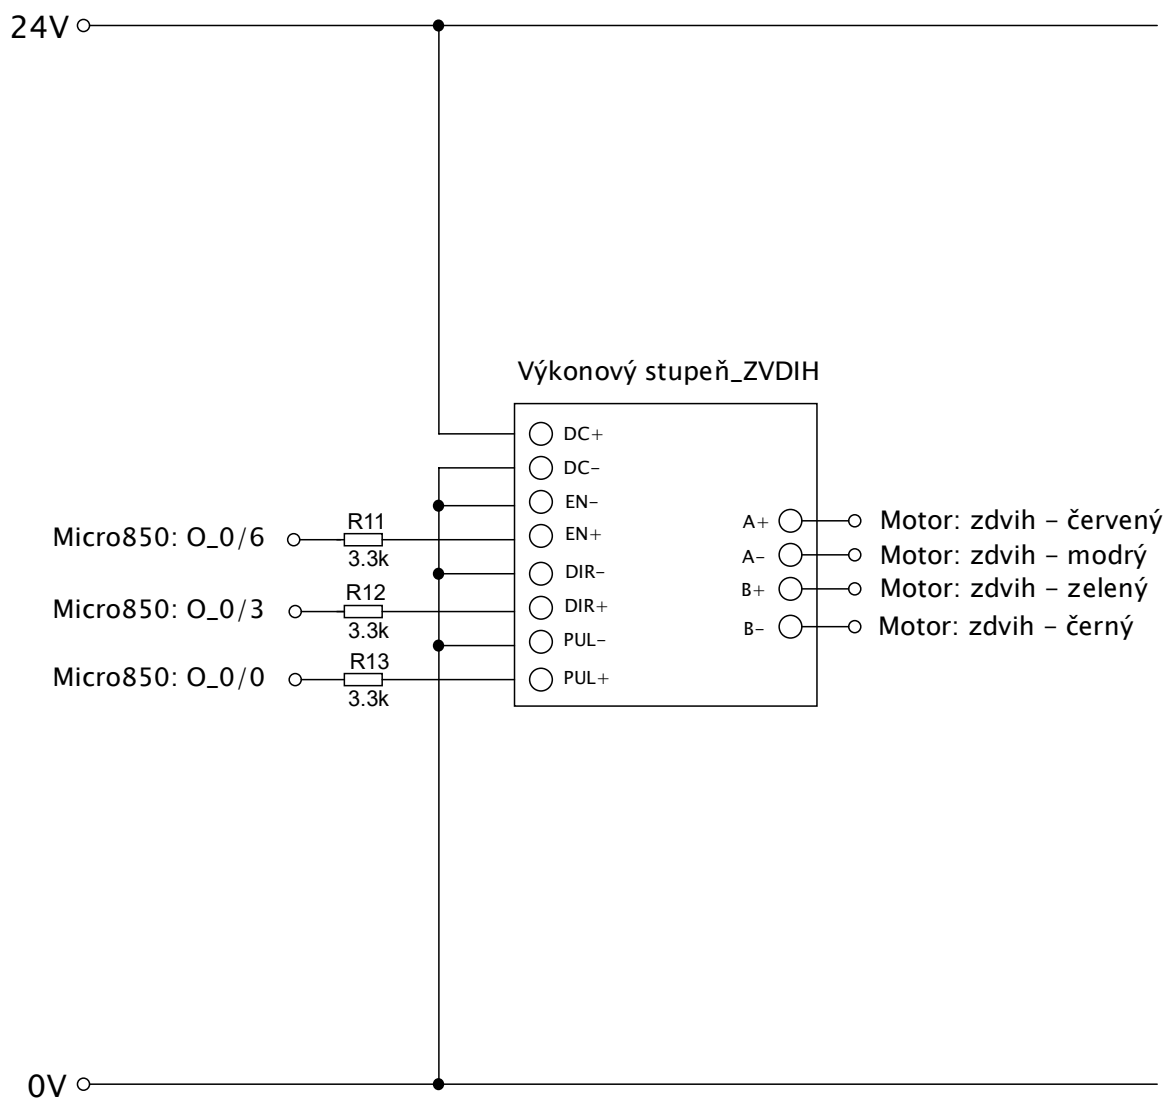 24V
Výkonový stupeň_ZVDIH
DC+
DC-
EN-
EN+
DIR-
DIR+
PUL-
PUL+
A+
A-
B+
B-
Micro850: O_0/6
R11
3.3k
Micro850: O_0/3
R12
3.3k
Micro850: O_0/0
R13
3.3k
Motor: zdvih - červený
Motor: zdvih - modrý
Motor: zdvih - zelený
Motor: zdvih - černý
0V